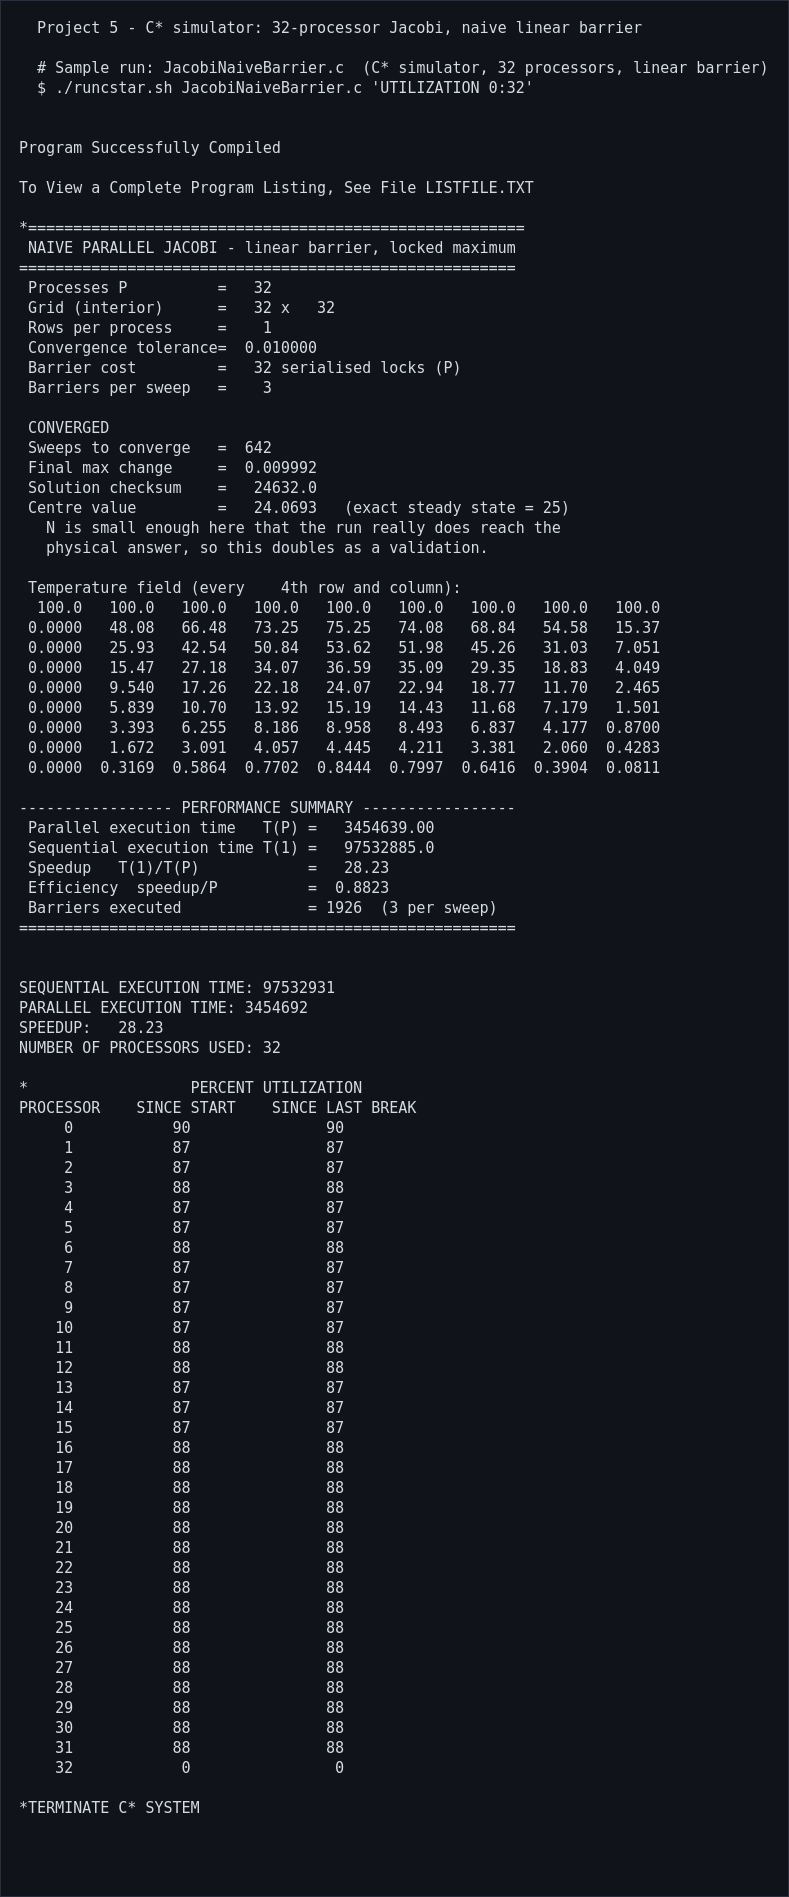 Project 5 - C* simulator: 32-processor Jacobi, naive linear barrier
# Sample run: JacobiNaiveBarrier.c  (C* simulator, 32 processors, linear barrier)
$ ./runcstar.sh JacobiNaiveBarrier.c 'UTILIZATION 0:32'
Program Successfully Compiled
To View a Complete Program Listing, See File LISTFILE.TXT
*=======================================================
 NAIVE PARALLEL JACOBI - linear barrier, locked maximum
=======================================================
 Processes P          =   32
 Grid (interior)      =   32 x   32
 Rows per process     =    1
 Convergence tolerance=  0.010000
 Barrier cost         =   32 serialised locks (P)
 Barriers per sweep   =    3
 CONVERGED
 Sweeps to converge   =  642
 Final max change     =  0.009992
 Solution checksum    =   24632.0
 Centre value         =   24.0693   (exact steady state = 25)
   N is small enough here that the run really does reach the
   physical answer, so this doubles as a validation.
 Temperature field (every    4th row and column):
  100.0   100.0   100.0   100.0   100.0   100.0   100.0   100.0   100.0
 0.0000   48.08   66.48   73.25   75.25   74.08   68.84   54.58   15.37
 0.0000   25.93   42.54   50.84   53.62   51.98   45.26   31.03   7.051
 0.0000   15.47   27.18   34.07   36.59   35.09   29.35   18.83   4.049
 0.0000   9.540   17.26   22.18   24.07   22.94   18.77   11.70   2.465
 0.0000   5.839   10.70   13.92   15.19   14.43   11.68   7.179   1.501
 0.0000   3.393   6.255   8.186   8.958   8.493   6.837   4.177  0.8700
 0.0000   1.672   3.091   4.057   4.445   4.211   3.381   2.060  0.4283
 0.0000  0.3169  0.5864  0.7702  0.8444  0.7997  0.6416  0.3904  0.0811
----------------- PERFORMANCE SUMMARY -----------------
 Parallel execution time   T(P) =   3454639.00
 Sequential execution time T(1) =   97532885.0
 Speedup   T(1)/T(P)            =   28.23
 Efficiency  speedup/P          =  0.8823
 Barriers executed              = 1926  (3 per sweep)
=======================================================
SEQUENTIAL EXECUTION TIME: 97532931
PARALLEL EXECUTION TIME: 3454692
SPEEDUP:   28.23
NUMBER OF PROCESSORS USED: 32
*                  PERCENT UTILIZATION
PROCESSOR    SINCE START    SINCE LAST BREAK
     0           90               90
     1           87               87
     2           87               87
     3           88               88
     4           87               87
     5           87               87
     6           88               88
     7           87               87
     8           87               87
     9           87               87
    10           87               87
    11           88               88
    12           88               88
    13           87               87
    14           87               87
    15           87               87
    16           88               88
    17           88               88
    18           88               88
    19           88               88
    20           88               88
    21           88               88
    22           88               88
    23           88               88
    24           88               88
    25           88               88
    26           88               88
    27           88               88
    28           88               88
    29           88               88
    30           88               88
    31           88               88
    32            0                0
*TERMINATE C* SYSTEM